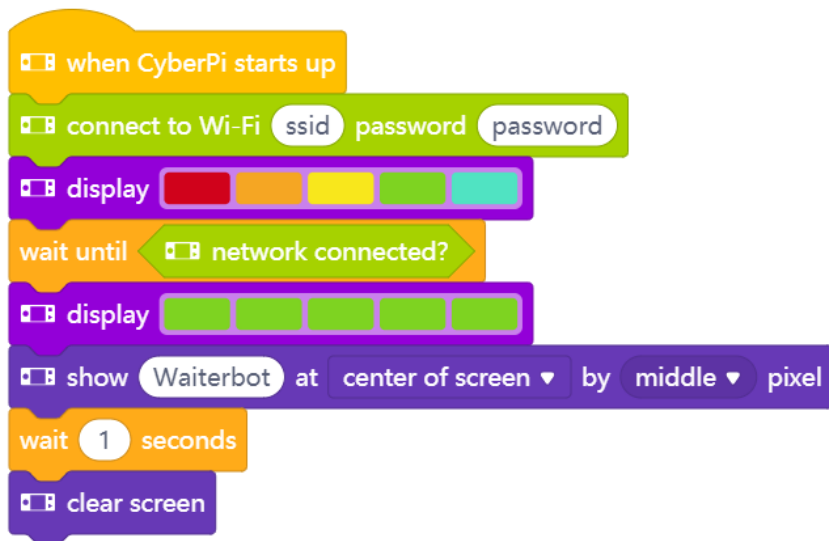 when CyberPi starts up
connect to Wi-Fi ssid password password
display
wait until network connected?
display
show Waiterbot at center of screen by middle pixel
wait 1 seconds
clear screen